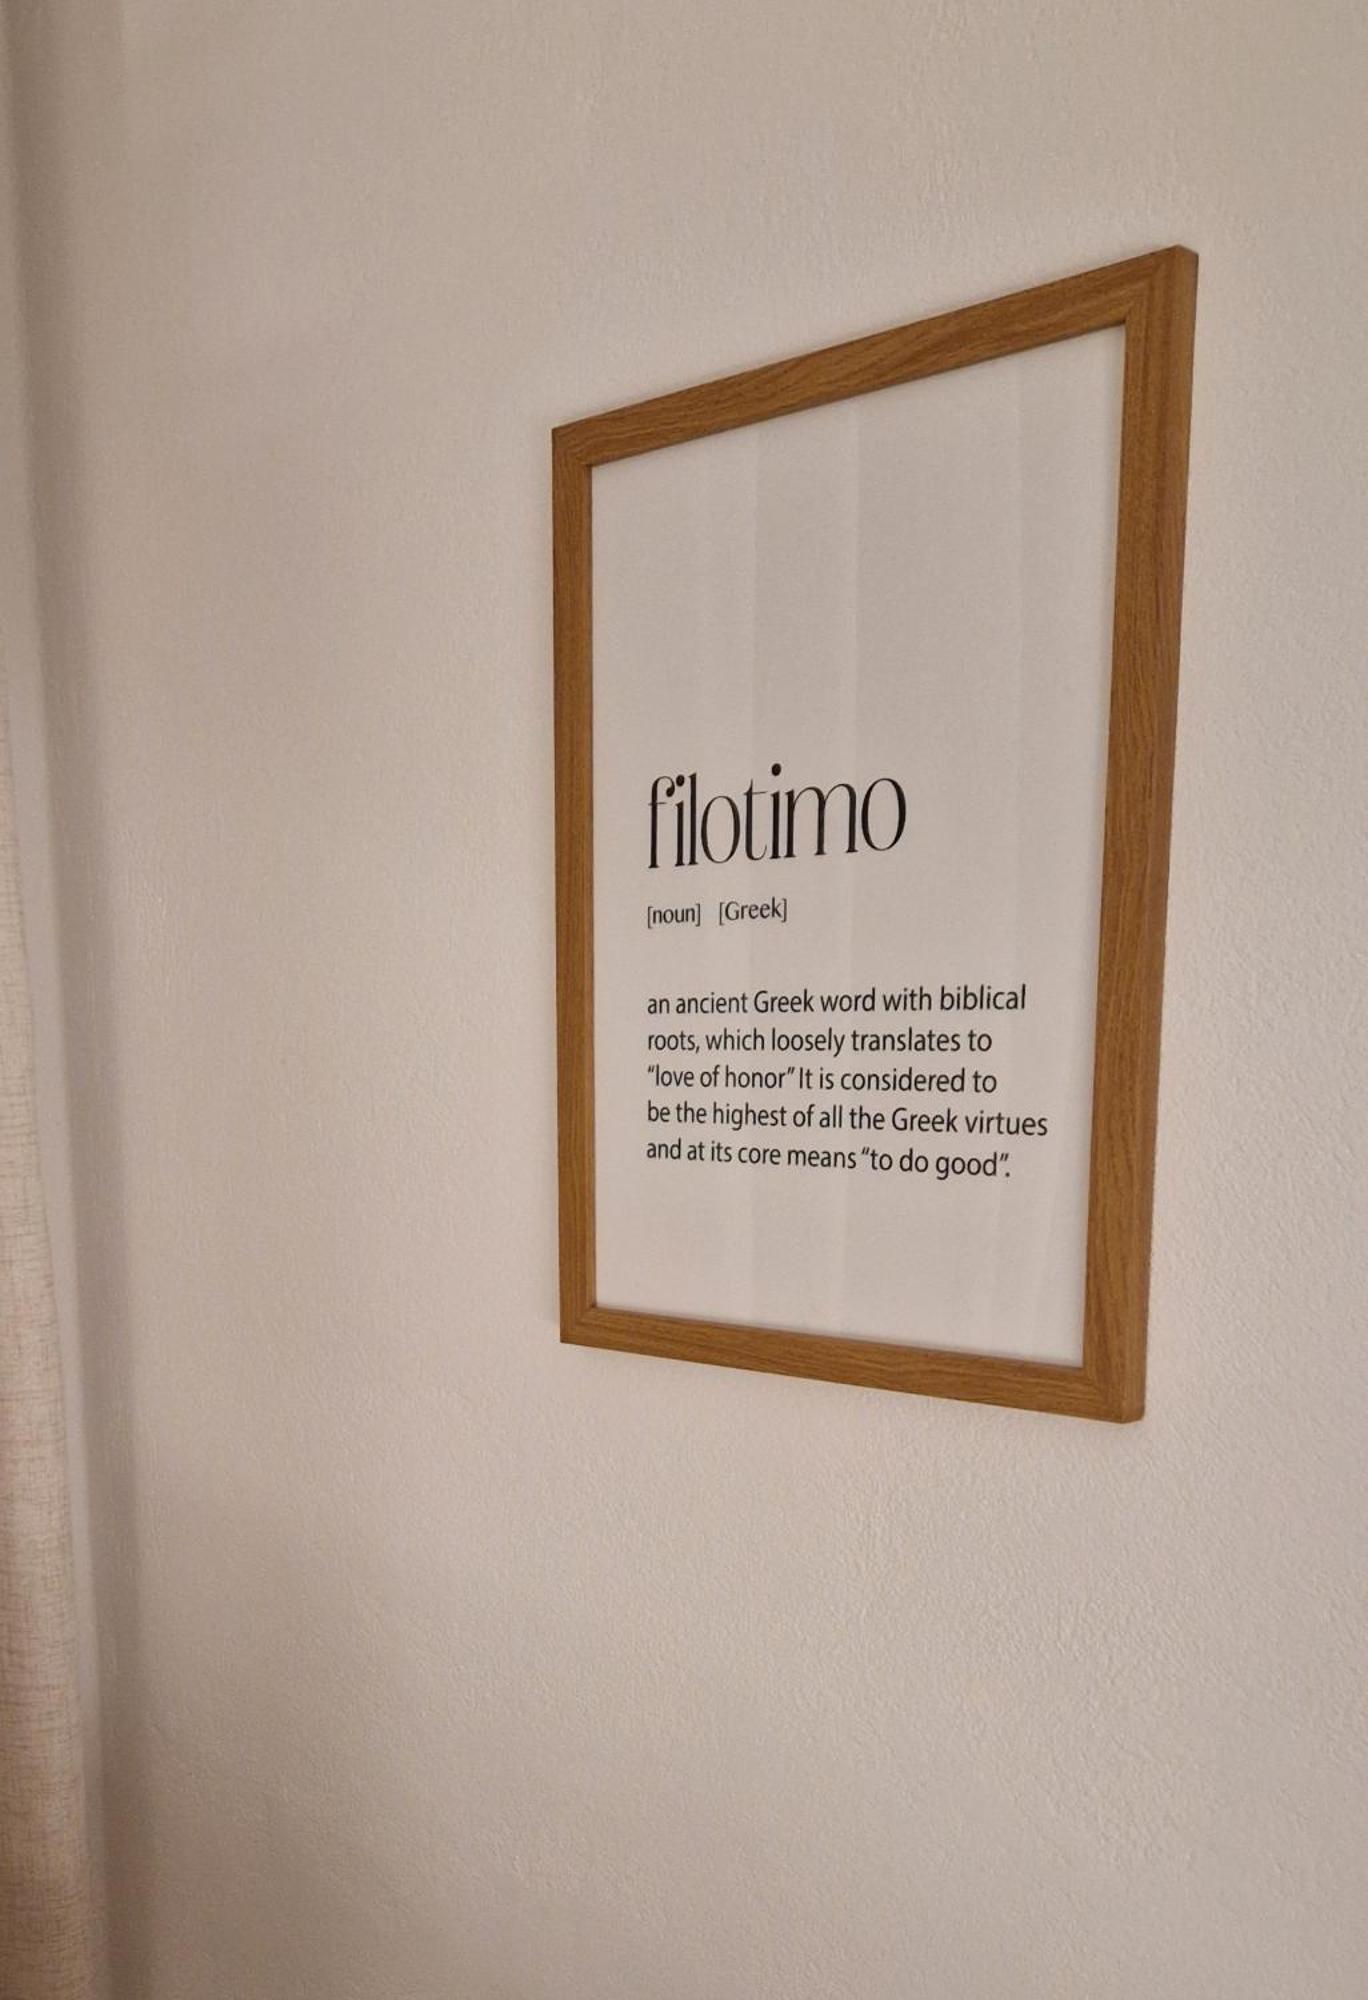 filotimo
[noun] [Greek]
an ancient Greek word with biblical
roots, which loosely translates to
“love of honor” It is considered to
be the highest of all the Greek virtues
and at its core means “to do good”.